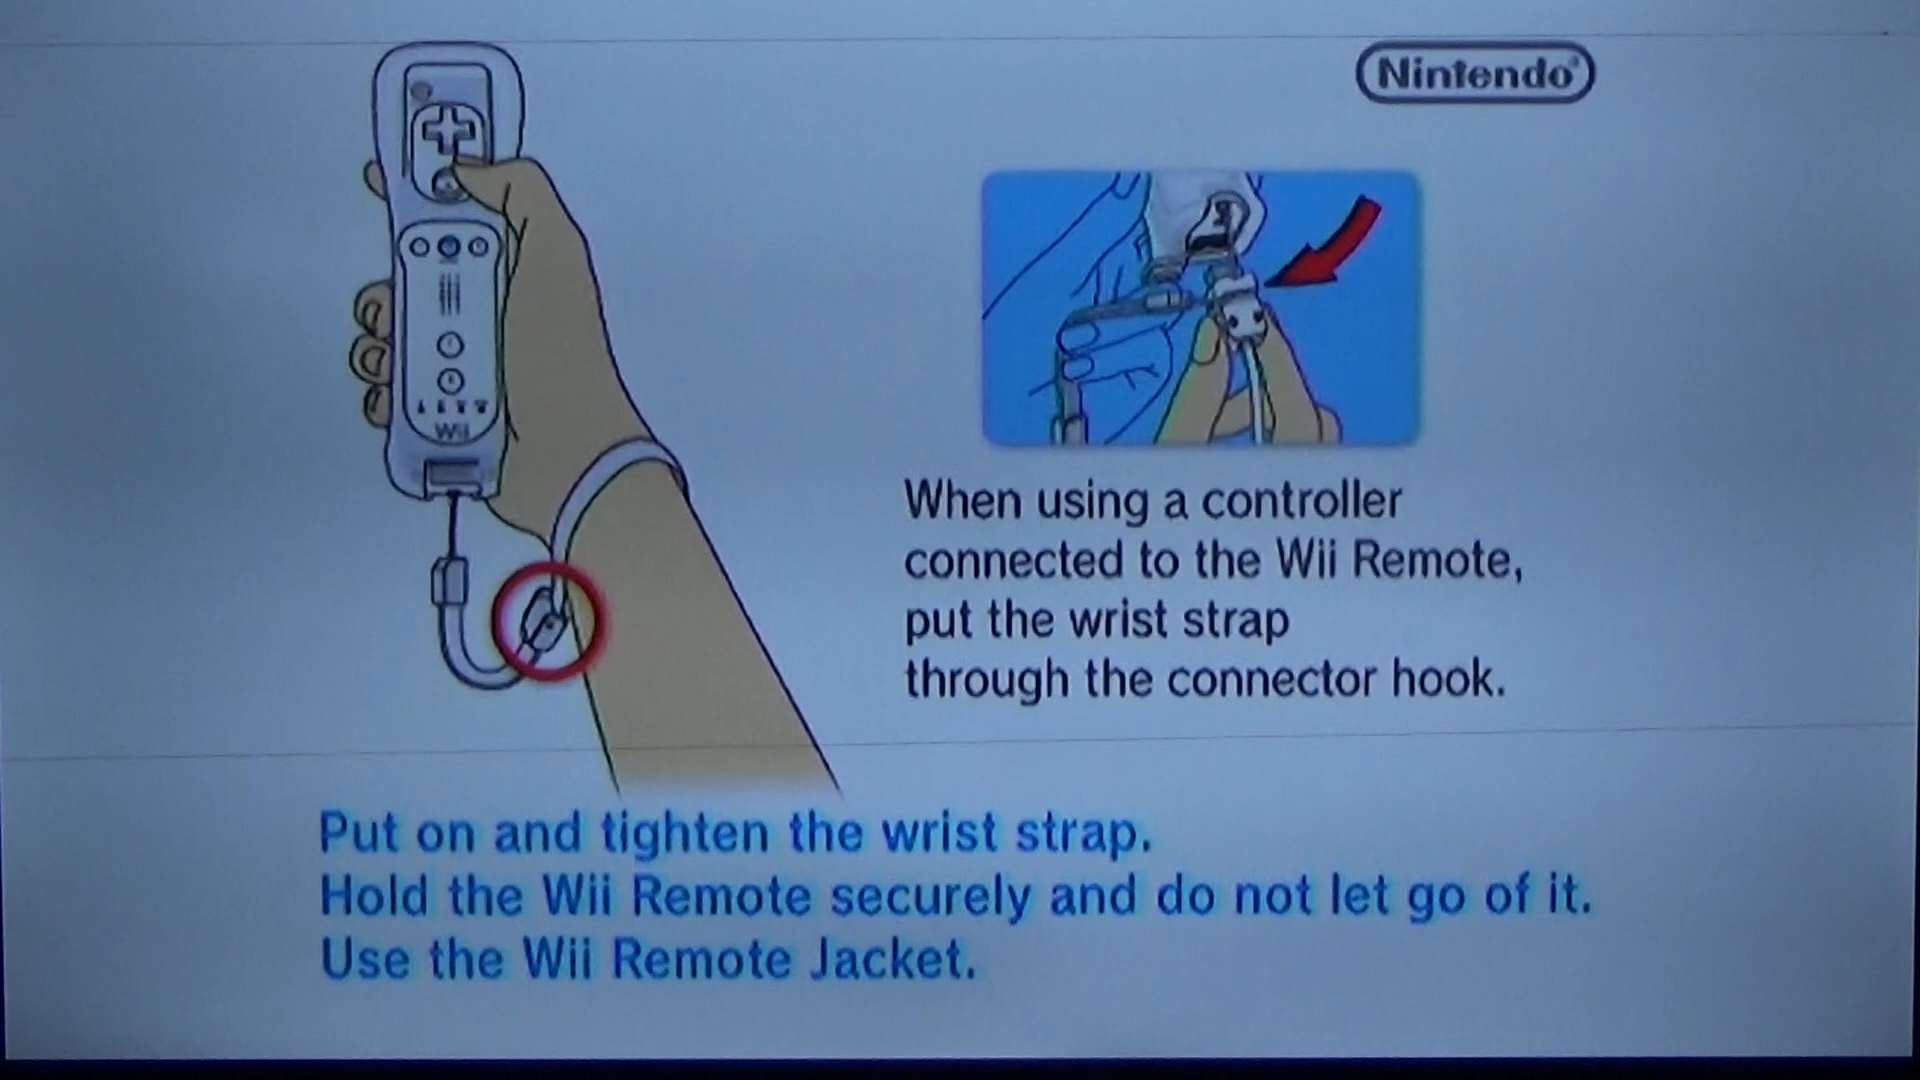 Nintendo
When using a controller
connected to the Wii Remote,
put the wrist strap
through the connector hook.
Wii
Put on and tighten the wrist strap.
Hold the Wii Remote securely and do not let go of it.
Use the Wii Remote Jacket.